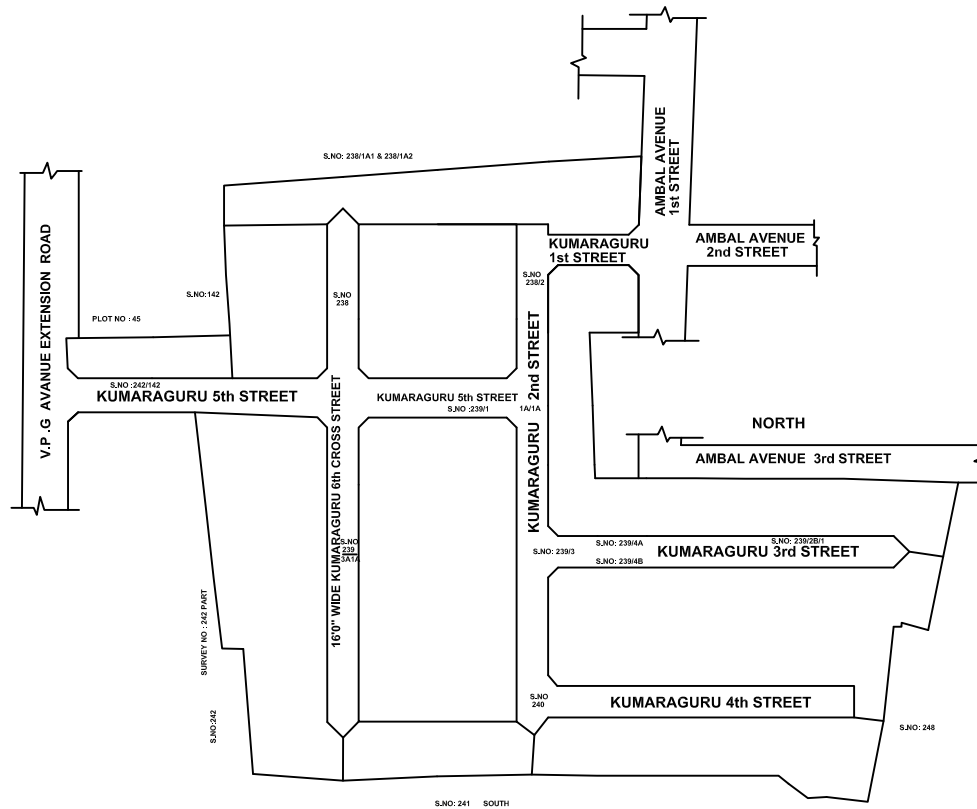 S.NO: 238/1A1 & 238/1A2
AMBAL AVENUE
1st STREET
KUMARAGURU
1st STREET
AMBAL AVENUE
2nd STREET
V.P.G AVANUE EXTENSION ROAD
S.NO:142
S.NO
238
S.NO
238/2
PLOT NO : 45
S.NO :242/142
KUMARAGURU 5th STREET
KUMARAGURU 5th STREET
S.NO :239/1
1A/1A
KUMARAGURU 2nd STREET
16'0" WIDE KUMARAGURU 6th CROSS STREET
NORTH
AMBAL AVENUE 3rd STREET
S.NO
239
3A1A
S.NO: 239/3
S.NO: 239/4A
S.NO: 239/2B/1
KUMARAGURU 3rd STREET
S.NO: 239/4B
SURVEY NO : 242 PART
S.NO:242
S.NO
240
KUMARAGURU 4th STREET
S.NO: 248
S.NO: 241 SOUTH